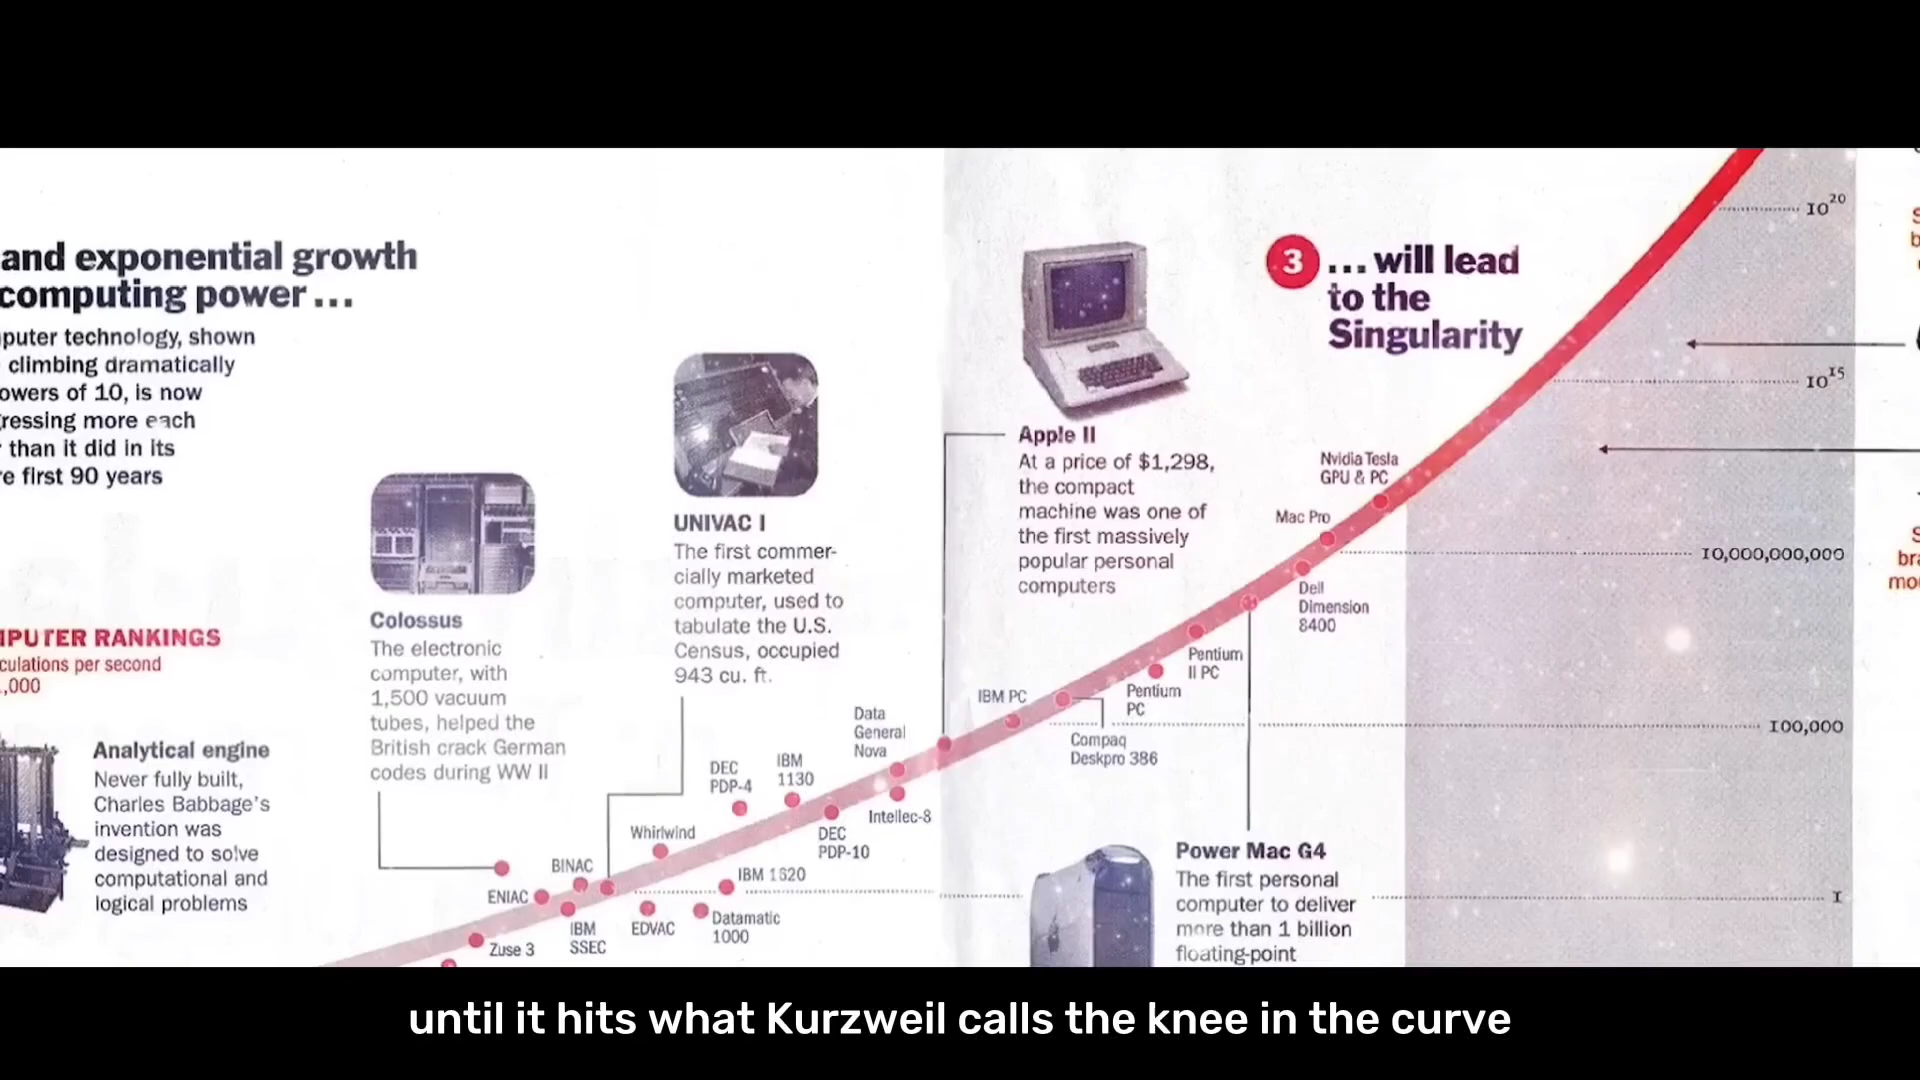 and exponential growth
computing power...
puter technology, shown
climbing dramatically
owers of 10, is now
ressing more each
than it did in its
e first 90 years
PUTER RANKINGS
culations per second
,000
Analytical engine
Never fully built,
Charles Babbage's
invention was
designed to solve
computational and
logical problems
Colossus
The electronic
computer, with
1,500 vacuum
tubes, helped the
British crack German
codes during WW II
UNIVAC I
The first commer-
cially marketed
computer, used to
tabulate the U.S.
Census, occupied
943 cu. ft.
Apple II
At a price of $1,298,
the compact
machine was one of
the first massively
popular personal
computers
3 ...will lead
to the
Singularity
Power Mac G4
The first personal
computer to deliver
more than 1 billion
floating-point
Zuse 3
ENIAC
BINAC
IBM
SSEC
Whirlwind
EDVAC
Datamatic
1000
IBM 1620
DEC
PDP-4
IBM
1130
DEC
PDP-10
Data
General
Nova
Intellec-8
IBM PC
Compaq
Deskpro 386
Pentium
PC
Pentium
II PC
Dell
Dimension
8400
Mac Pro
Nvidia Tesla
GPU & PC
10²⁰
10¹⁵
10,000,000,000
100,000
1
S
b
S
bra
mo
until it hits what Kurzweil calls the knee in the curve